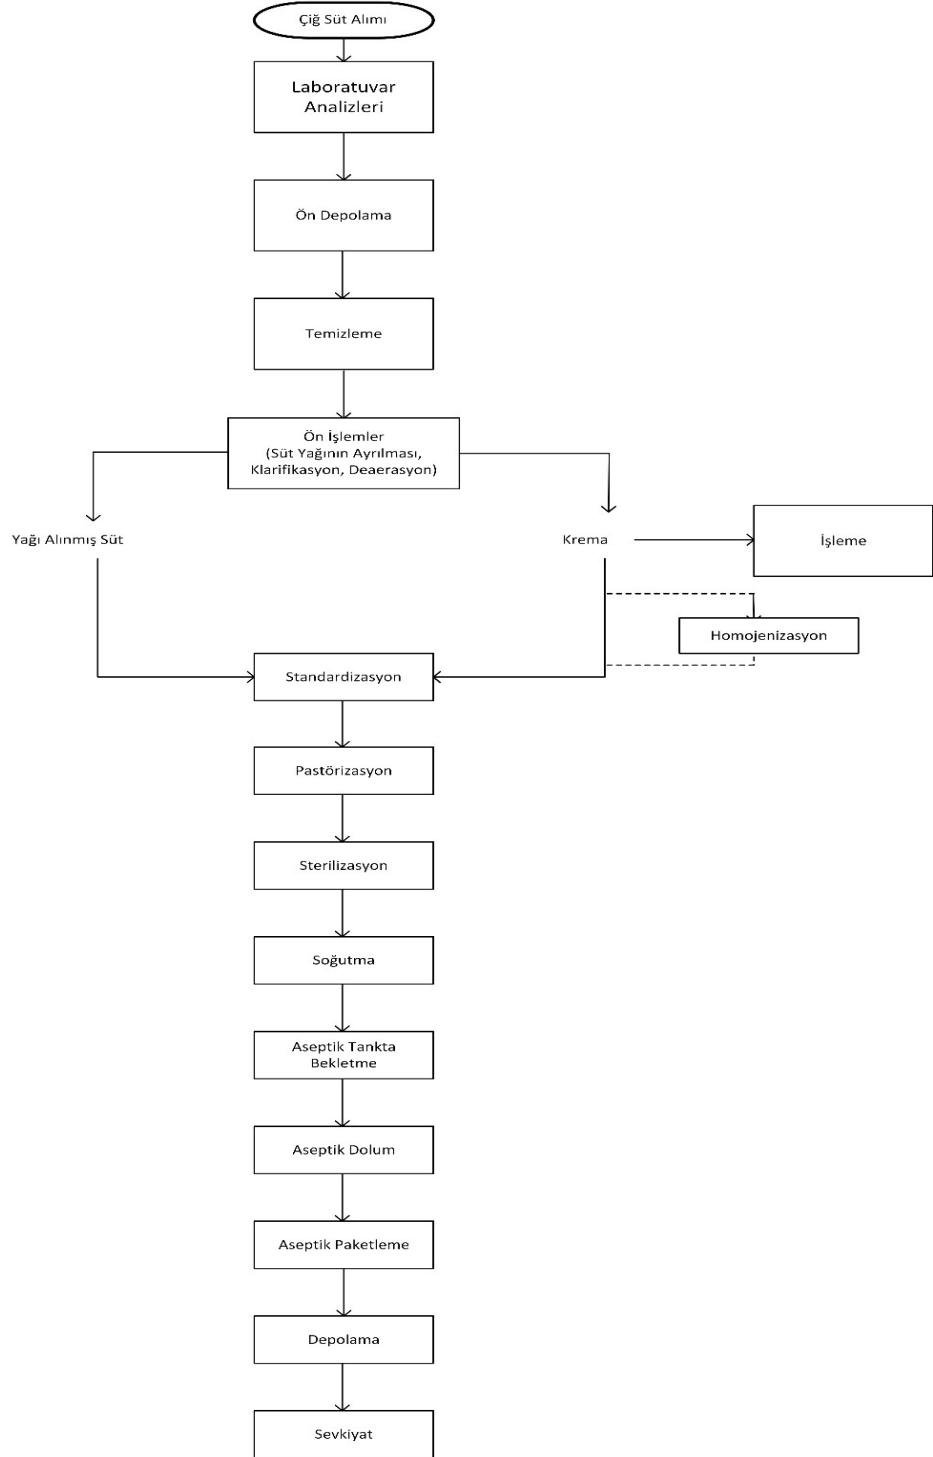 Çiğ Süt Alımı
Laboratuvar
Analizleri
Ön Depolama
Temizleme
Ön İşlemler
(Süt Yağının Ayrılması,
Klarifikasyon, Deaerasyon)
Yağı Alınmış Süt
Krema
İşleme
Homojenizasyon
Standardizasyon
Pastörizasyon
Sterilizasyon
Soğutma
Aseptik Tankta
Bekletme
Aseptik Dolum
Aseptik Paketleme
Depolama
Sevkiyat